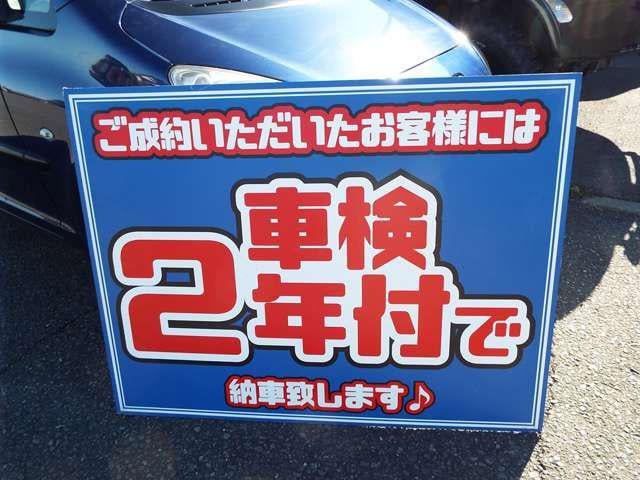 ご成約いただいたお客様には
車検
2年付で
納車致します♪